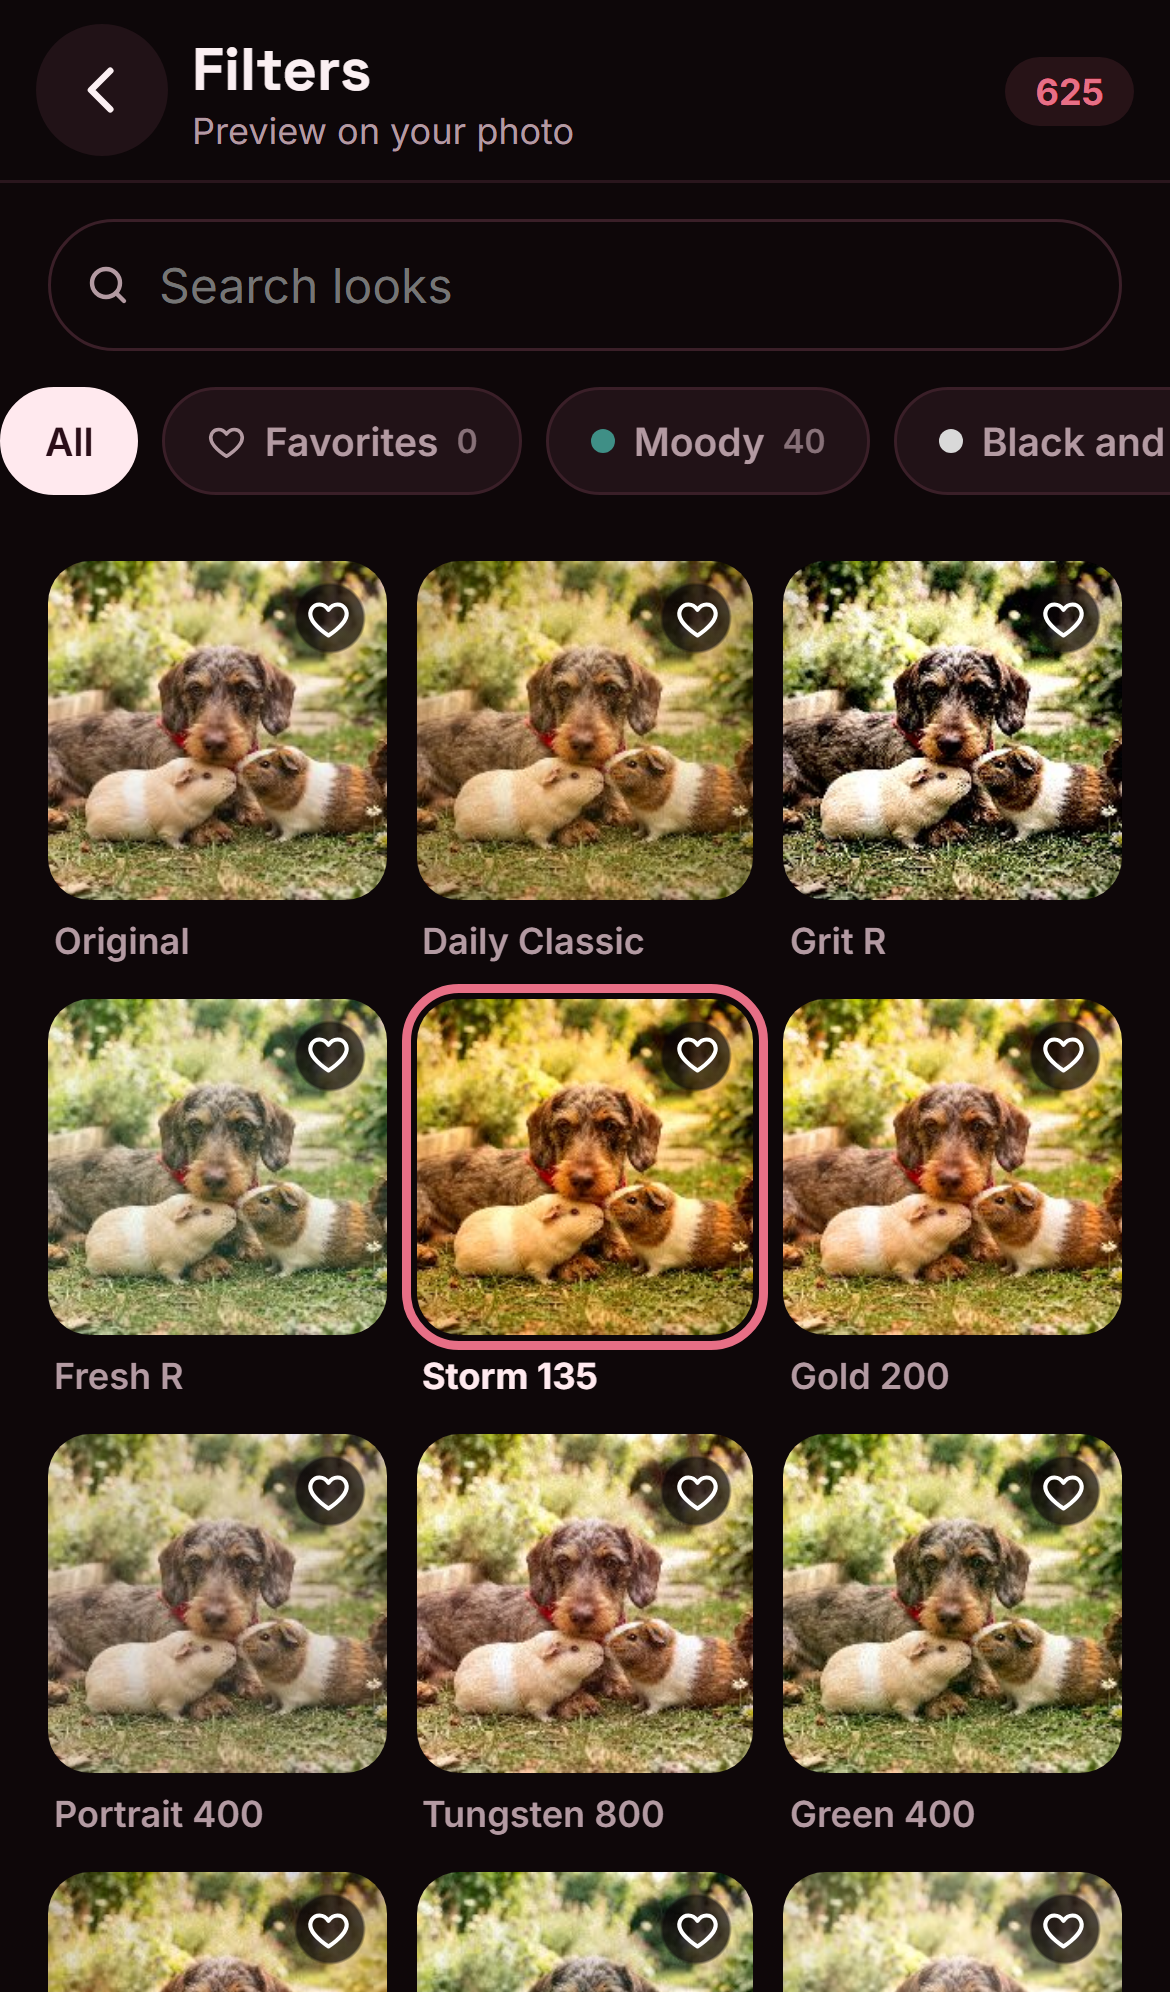 Filters
Preview on your photo
625
Search looks
All
Favorites 0
Moody 40
Black and
Original
Daily Classic
Grit R
Fresh R
Storm 135
Gold 200
Portrait 400
Tungsten 800
Green 400